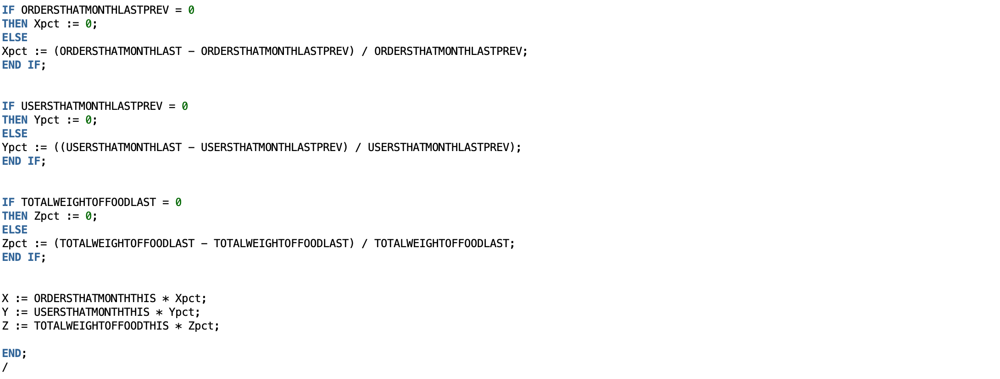 IF ORDERSTHATMONTHLASTPREV = 0
THEN Xpct := 0;
ELSE
Xpct := (ORDERSTHATMONTHLAST - ORDERSTHATMONTHLASTPREV) / ORDERSTHATMONTHLASTPREV;
END IF;
IF USERSTHATMONTHLASTPREV = 0
THEN Ypct := 0;
ELSE
Ypct := ((USERSTHATMONTHLAST - USERSTHATMONTHLASTPREV) / USERSTHATMONTHLASTPREV);
END IF;
IF TOTALWEIGHTOFFOODLAST = 0
THEN Zpct := 0;
ELSE
Zpct := (TOTALWEIGHTOFFOODLAST - TOTALWEIGHTOFFOODLAST) / TOTALWEIGHTOFFOODLAST;
END IF;
X := ORDERSTHATMONTHTHIS * Xpct;
Y := USERSTHATMONTHTHIS * Ypct;
Z := TOTALWEIGHTOFFOODTHIS * Zpct;
END;
/